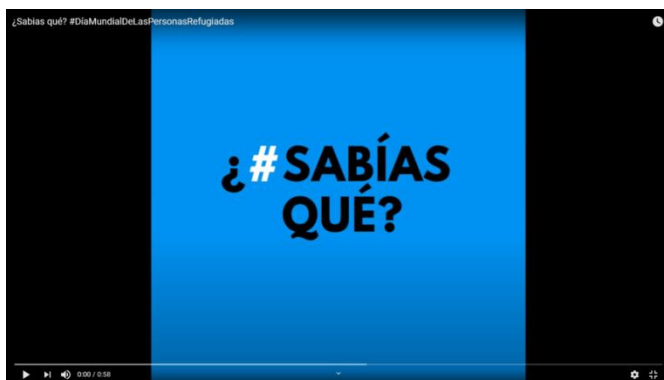 ¿Sabias qué? #DíaMundialDeLasPersonasRefugiadas
¿#SABÍAS
QUÉ?
0:00 / 0:58